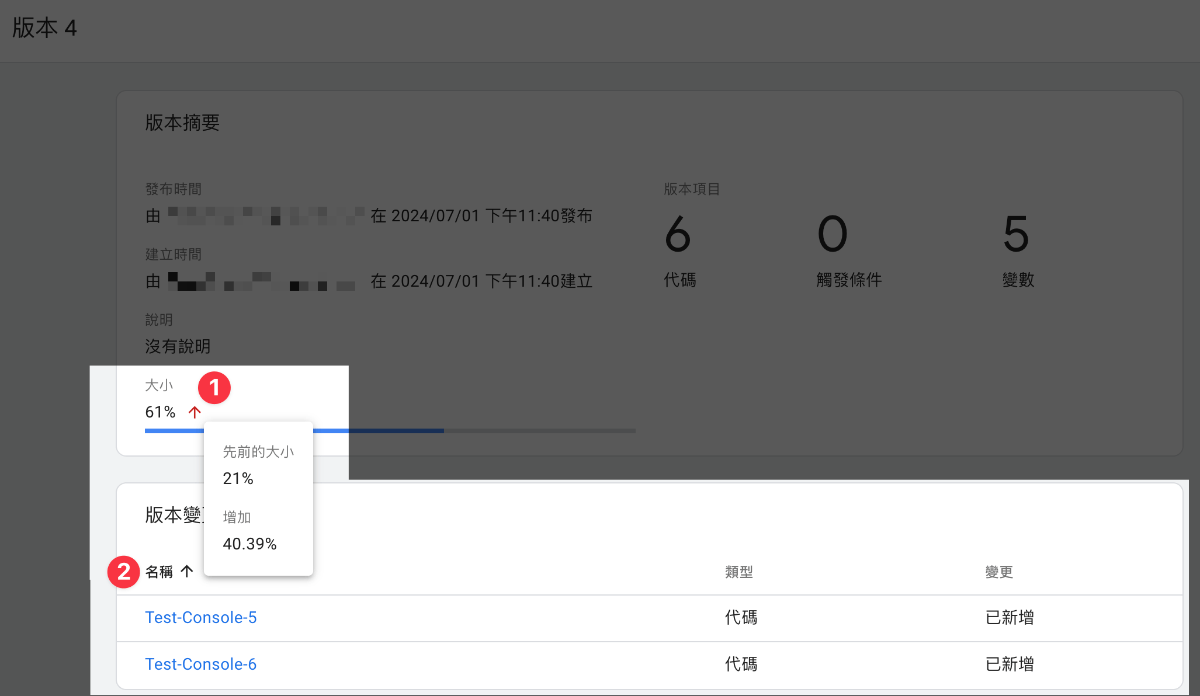 版本 4
版本摘要
發布時間
由 在 2024/07/01 下午11:40發布
建立時間
由 在 2024/07/01 下午11:40建立
說明
沒有說明
大小
1
61%
版本項目
6
代碼
0
觸發條件
5
變數
先前的大小
21%
增加
40.39%
版本變
2
名稱
類型
變更
Test-Console-5
代碼
已新增
Test-Console-6
代碼
已新增